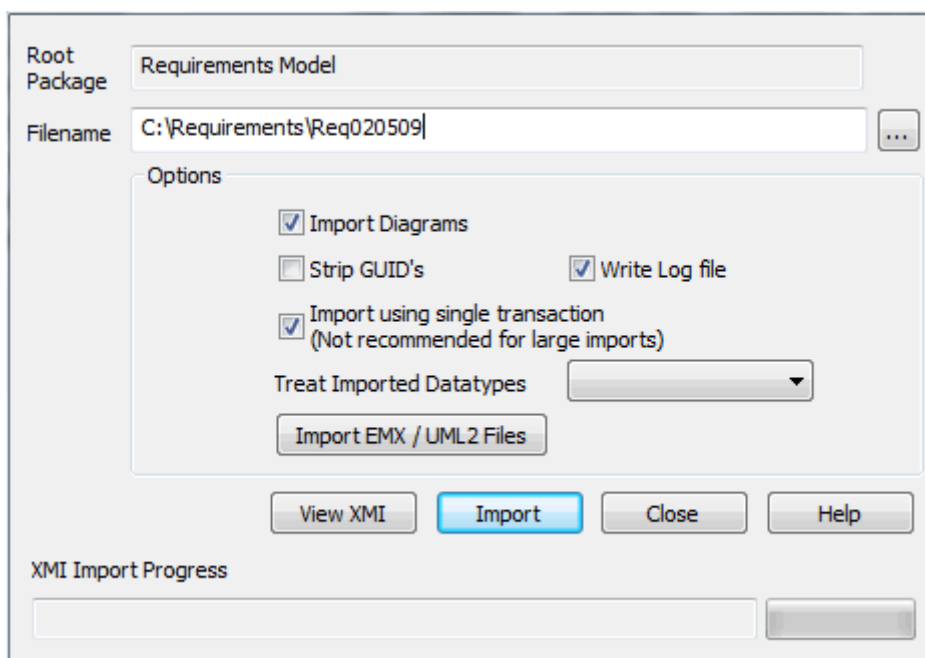 Root
Package
Requirements Model
Filename
C:\Requirements\Req020509
...
Options
Import Diagrams
Strip GUID's
Write Log file
Import using single transaction
(Not recommended for large imports)
Treat Imported Datatypes
Import EMX / UML2 Files
View XMI
Import
Close
Help
XMI Import Progress